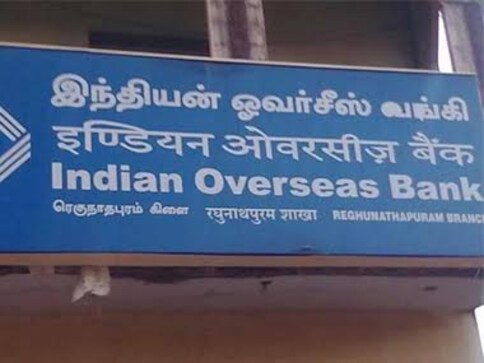 இந்தியன் ஓவர்சீஸ் வங்கி
इण्डियन ओवरसीज़ बैंक
Indian Overseas Bank
ரெகுநாதபுரம் கிளை रघुनाथपुरम शाखा REGHUNATHAPURAM BRANCH